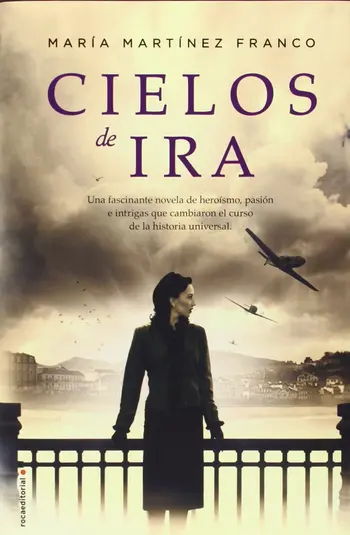 MARÍA MARTÍNEZ FRANCO
CIELOS
de IRA
Una fascinante novela de heroísmo, pasión
e intrigas que cambiaron el curso
de la historia universal.
rocaeditorial